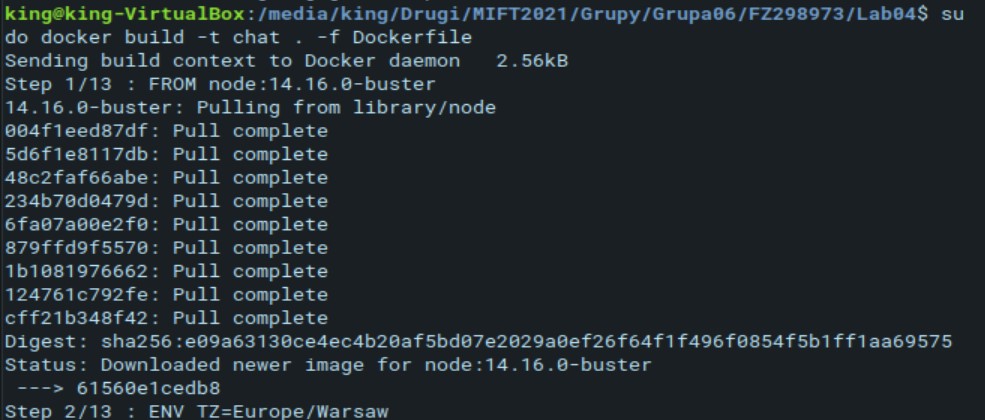 king@king-VirtualBox:/media/king/Drugi/MIFT2021/Grupy/Grupa06/FZ298973/Lab04$ su
do docker build -t chat . -f Dockerfile
Sending build context to Docker daemon   2.56kB
Step 1/13 : FROM node:14.16.0-buster
14.16.0-buster: Pulling from library/node
004f1eed87df: Pull complete
5d6f1e8117db: Pull complete
48c2faf66abe: Pull complete
234b70d0479d: Pull complete
6fa07a00e2f0: Pull complete
879ffd9f5570: Pull complete
1b1081976662: Pull complete
124761c792fe: Pull complete
cff21b348f42: Pull complete
Digest: sha256:e09a63130ce4ec4b20af5bd07e2029a0ef26f64f1f496f0854f5b1ff1aa69575
Status: Downloaded newer image for node:14.16.0-buster
 ---> 61560e1cedb8
Step 2/13 : ENV TZ=Europe/Warsaw